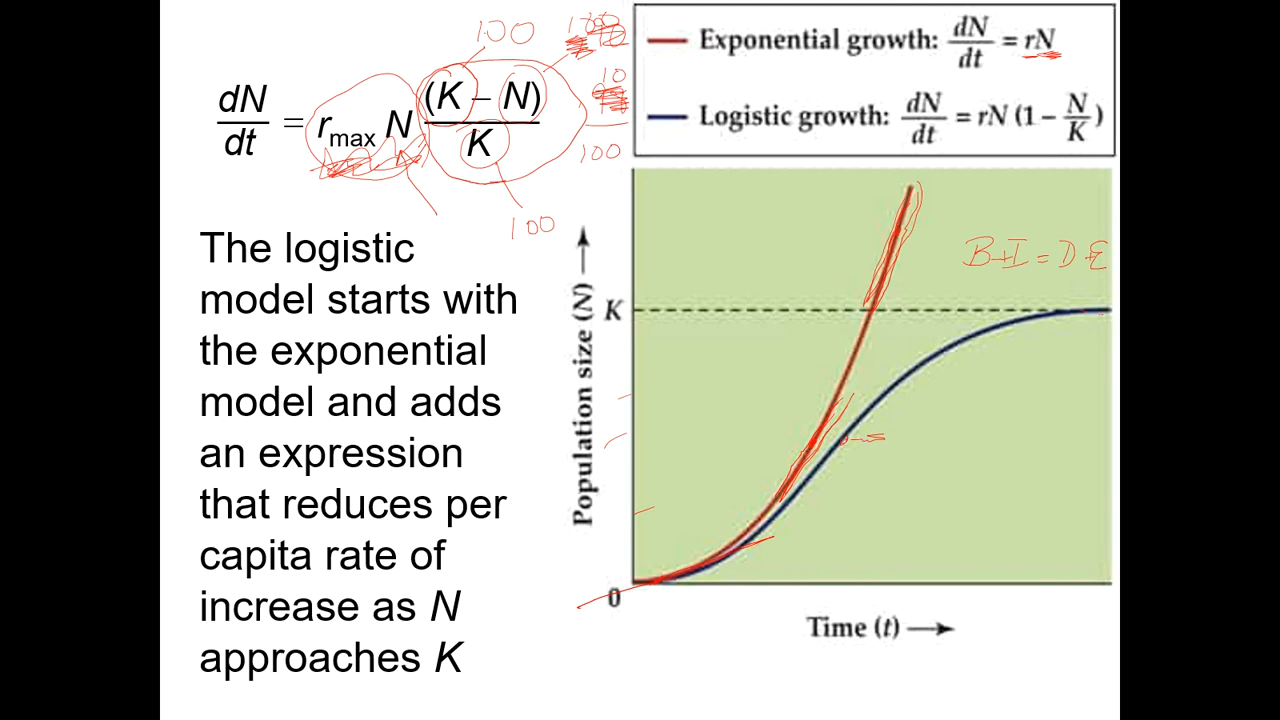 dN/dt = rmax N (K – N)/K
100
100
10
100
100
The logistic
model starts with
the exponential
model and adds
an expression
that reduces per
capita rate of
increase as N
approaches K
Exponential growth: dN/dt = rN
Logistic growth: dN/dt = rN (1 – N/K)
B+I = D+E
K
0
Population size (N) →
Time (t) →